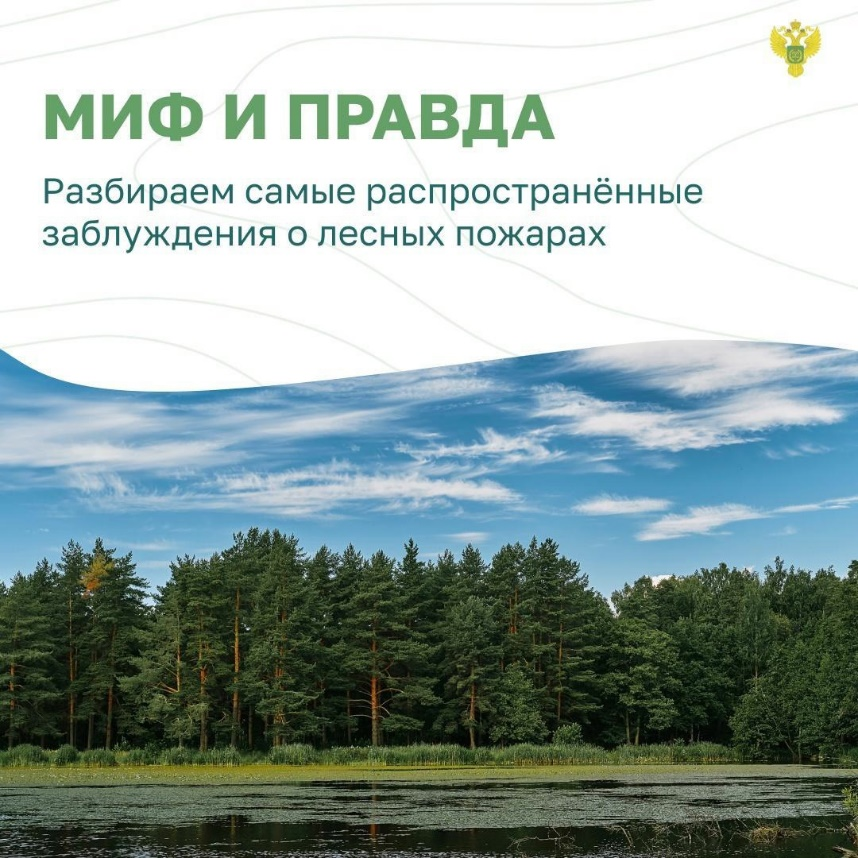 МИФ И ПРАВДА
Разбираем самые распространённые
заблуждения о лесных пожарах